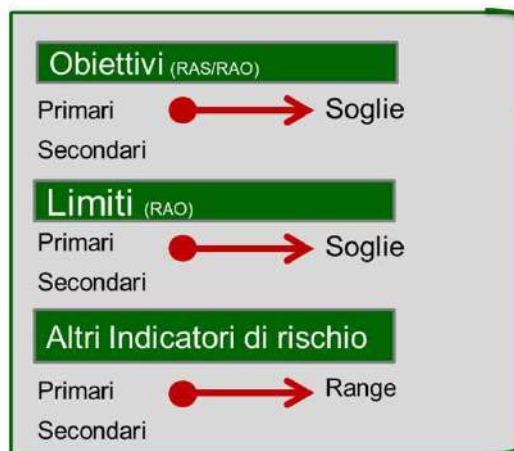 Obiettivi (RAS/RAO)
Primari Soglie
Secondari
Limiti (RAO)
Primari Soglie
Secondari
Altri Indicatori di rischio
Primari Range
Secondari